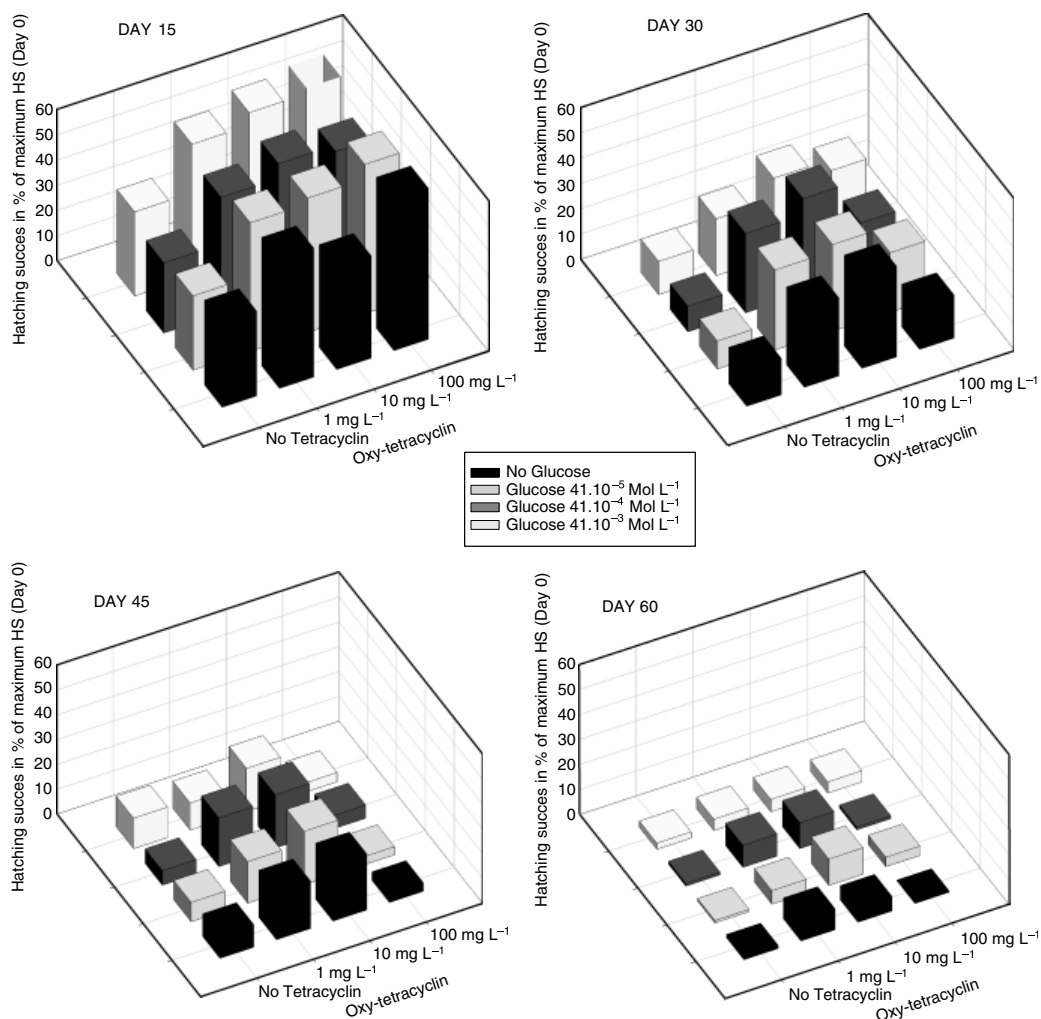 DAY 15
Hatching succes in % of maximum HS (Day 0)
60
50
40
30
20
10
0
100 mg L⁻¹
10 mg L⁻¹
1 mg L⁻¹
No Tetracyclin
Oxy-tetracyclin
DAY 30
Hatching succes in % of maximum HS (Day 0)
60
50
40
30
20
10
0
100 mg L⁻¹
10 mg L⁻¹
1 mg L⁻¹
No Tetracyclin
Oxy-tetracyclin
No Glucose
Glucose 41.10⁻⁵ Mol L⁻¹
Glucose 41.10⁻⁴ Mol L⁻¹
Glucose 41.10⁻³ Mol L⁻¹
DAY 45
Hatching succes in % of maximum HS (Day 0)
60
50
40
30
20
10
0
100 mg L⁻¹
10 mg L⁻¹
1 mg L⁻¹
No Tetracyclin
Oxy-tetracyclin
DAY 60
Hatching succes in % of maximum HS (Day 0)
60
50
40
30
20
10
0
100 mg L⁻¹
10 mg L⁻¹
1 mg L⁻¹
No Tetracyclin
Oxy-tetracyclin